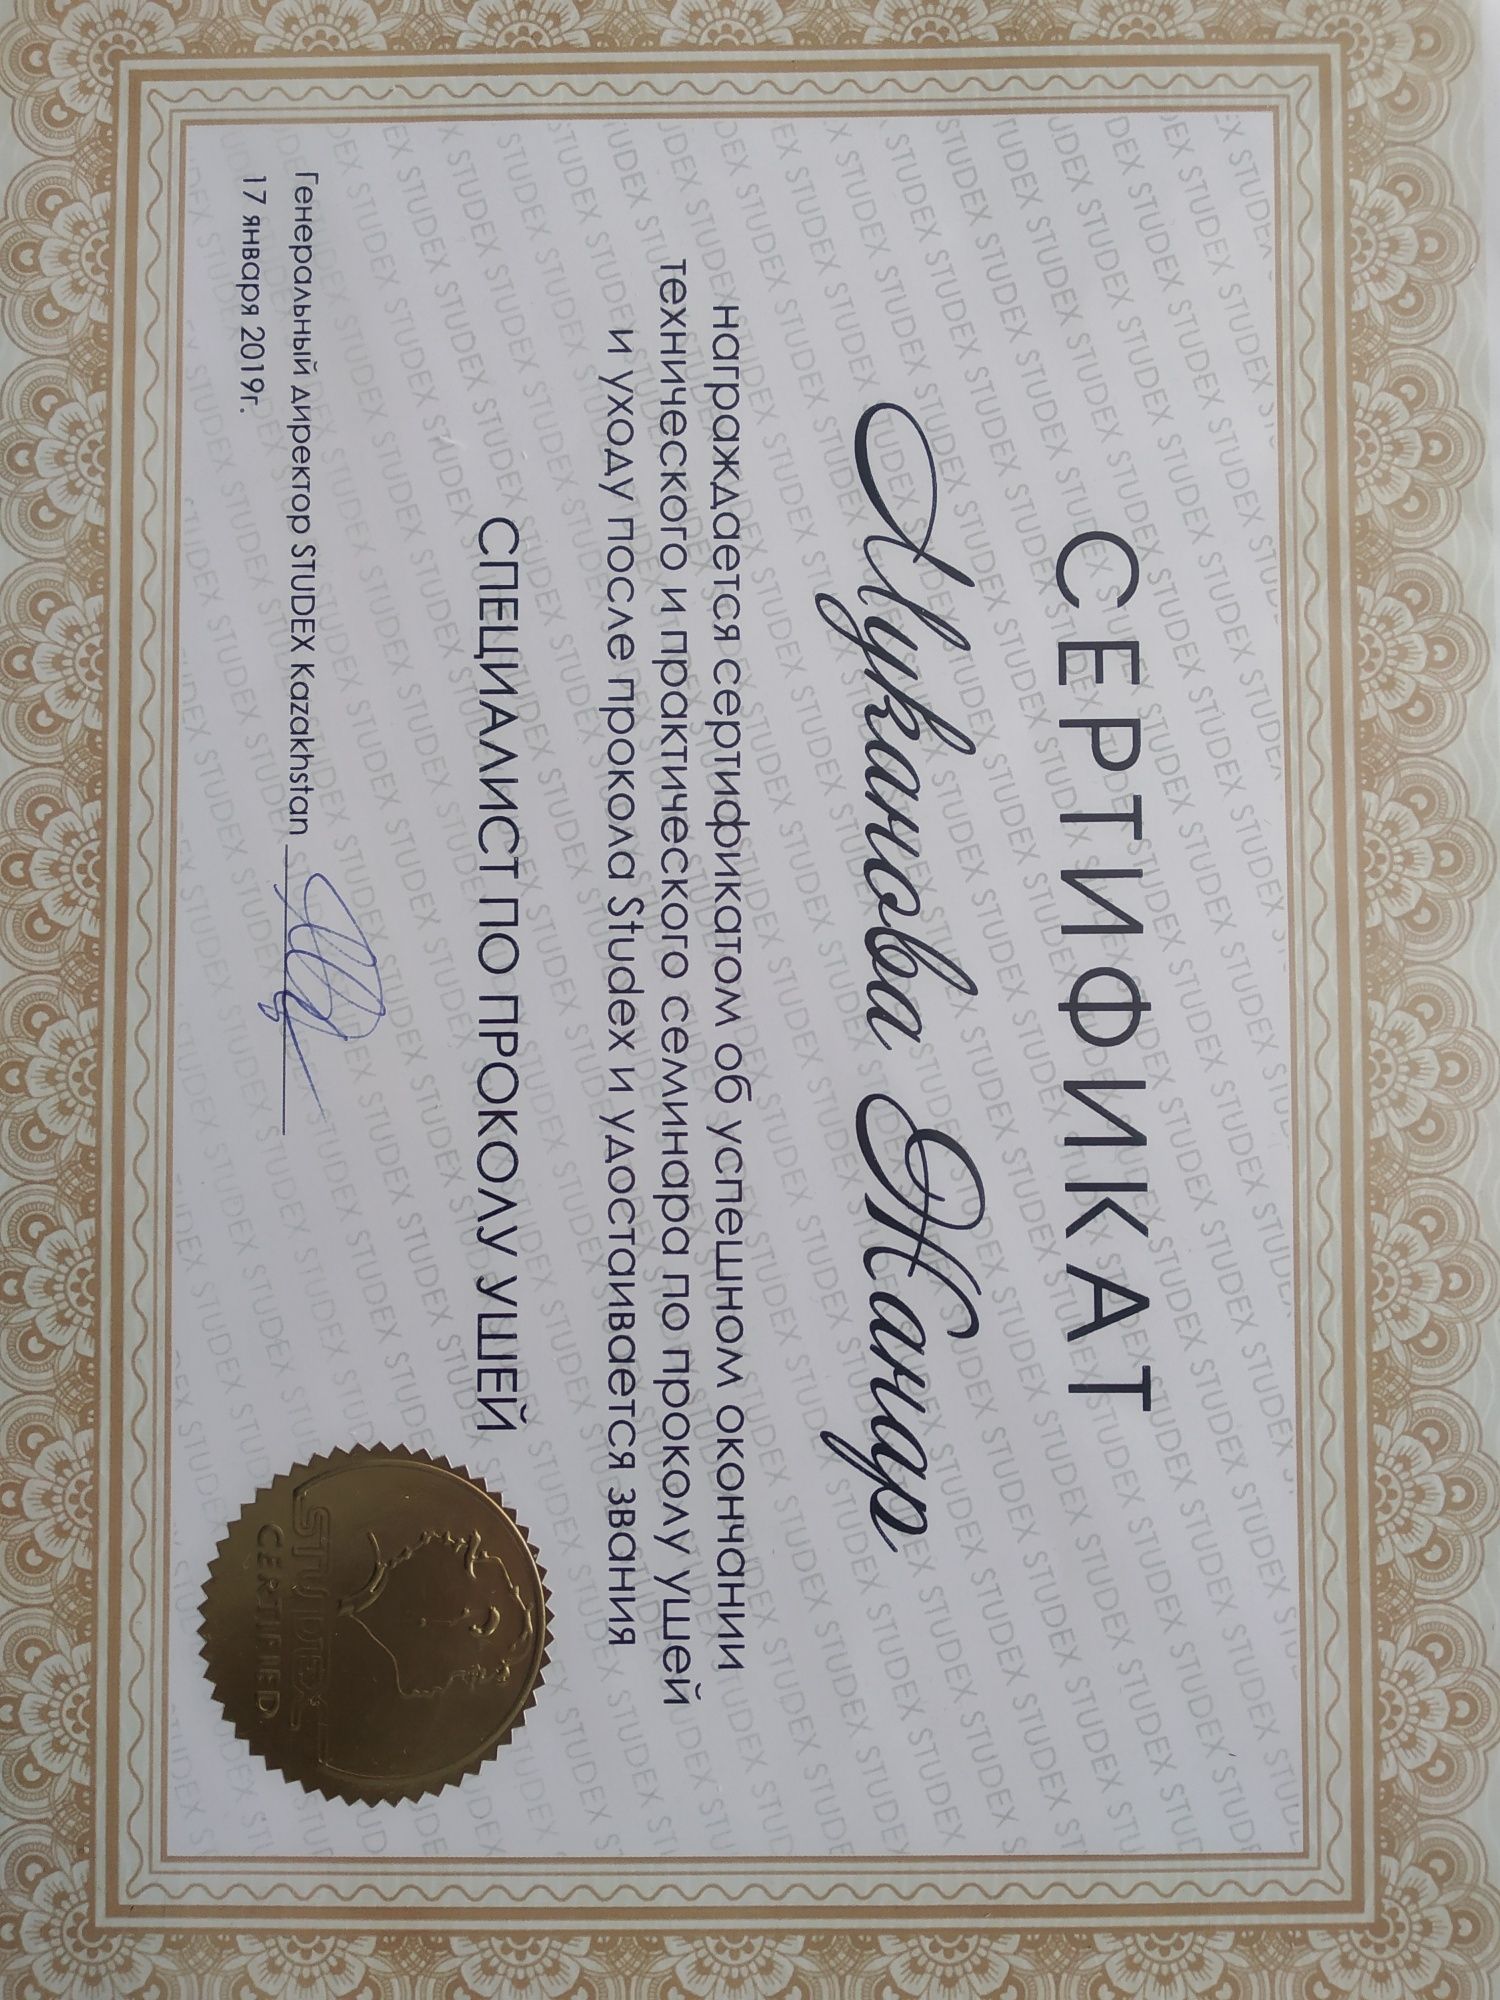 СЕРТИФИКАТ
Муканова Жанар
награждается сертификатом об успешном окончании
технического и практического семинара по проколу ушей
и уходу после прокола Studex и удостаивается звания
СПЕЦИАЛИСТ ПО ПРОКОЛУ УШЕЙ
Генеральный директор STUDEX Kazakhstan
17 января 2019г.
STUDEX
CERTIFIED